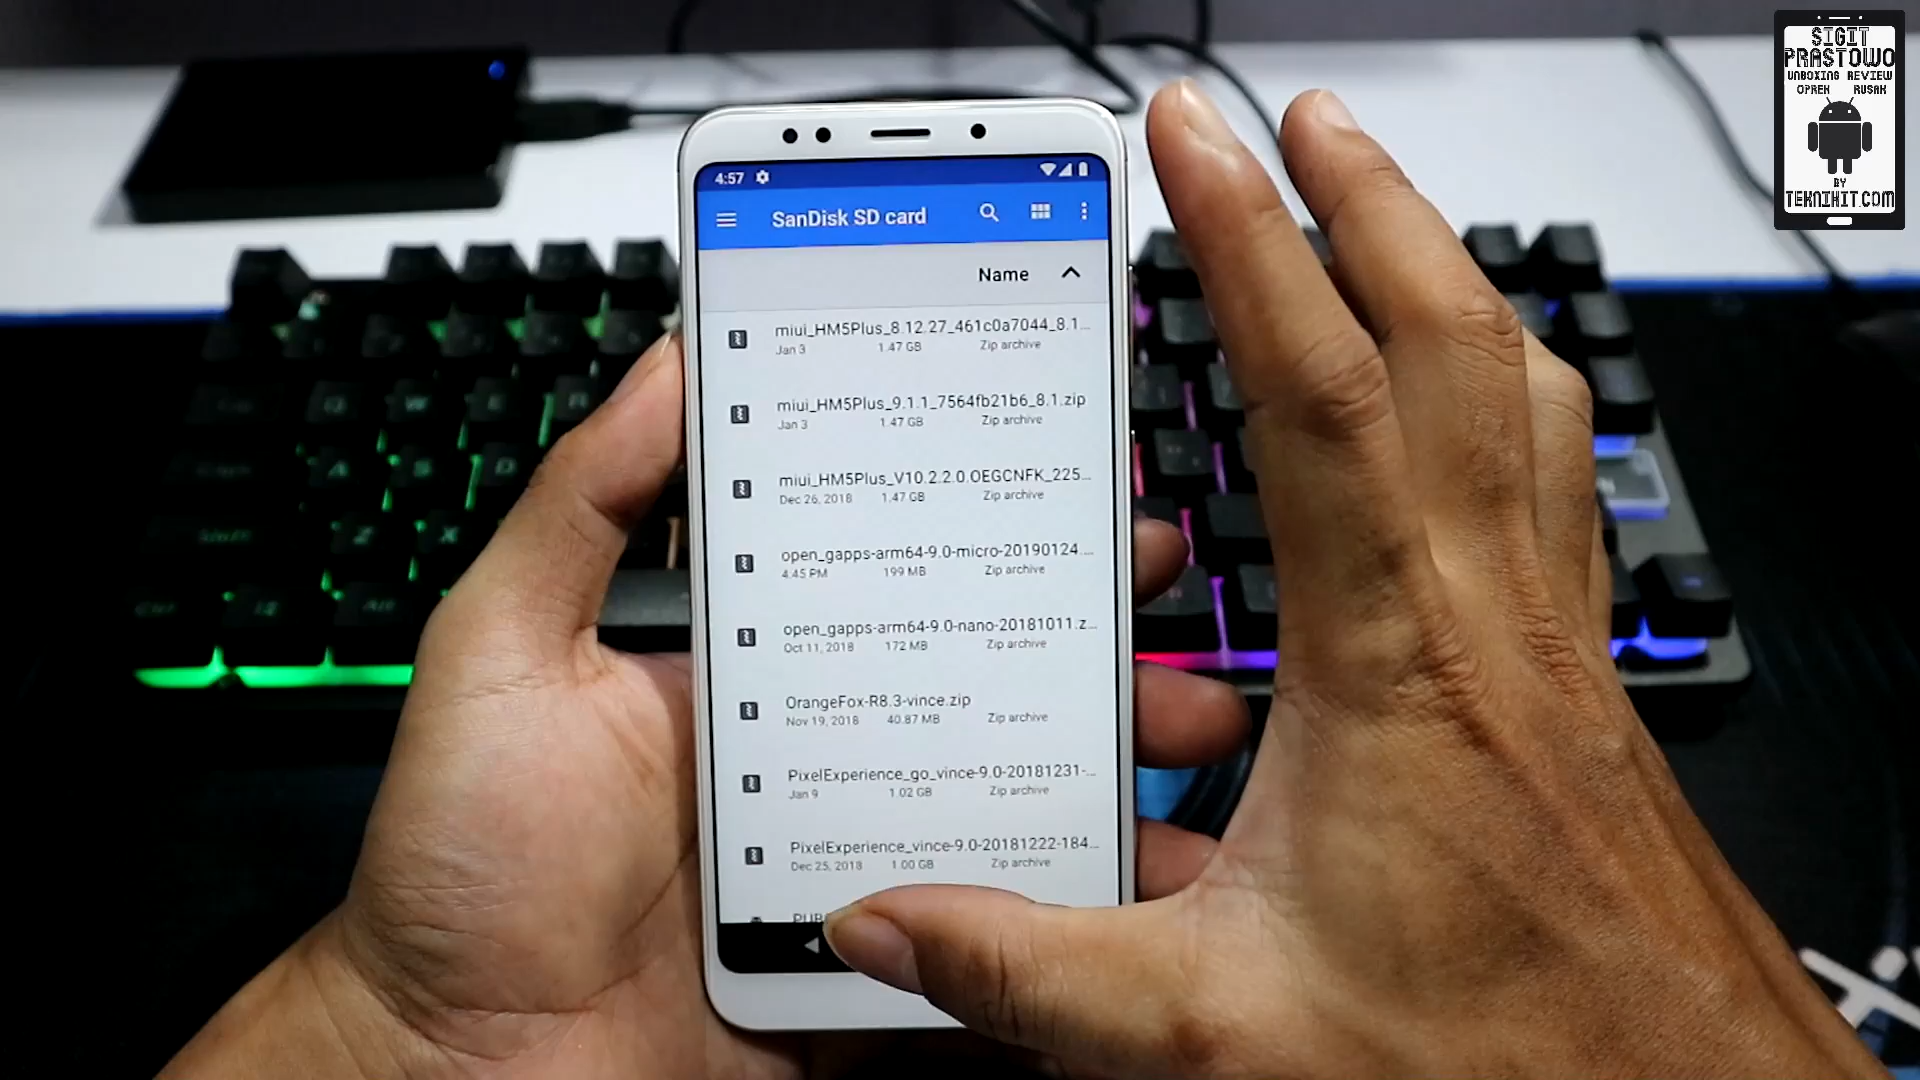 SIGIT
PRASTOWO
UNBOXING REVIEW
OPREK RUSAK
BY
TEKNIKIT.COM
4:57
SanDisk SD card
Name
miui_HM5Plus_8.12.27_461c0a7044_8.1...
Jan 3 1.47 GB Zip archive
miui_HM5Plus_9.1.1_7564fb21b6_8.1.zip
Jan 3 1.47 GB Zip archive
miui_HM5Plus_V10.2.2.0.OEGCNFK_225...
Dec 26, 2018 1.47 GB Zip archive
open_gapps-arm64-9.0-micro-20190124....
4:45 PM 199 MB Zip archive
open_gapps-arm64-9.0-nano-20181011.z...
Oct 11, 2018 172 MB Zip archive
OrangeFox-R8.3-vince.zip
Nov 19, 2018 40.87 MB Zip archive
PixelExperience_go_vince-9.0-20181231-...
Jan 9 1.02 GB Zip archive
PixelExperience_vince-9.0-20181222-184...
Dec 25, 2018 1.00 GB Zip archive
Q W E R
A S D
Shift Z X
Alt